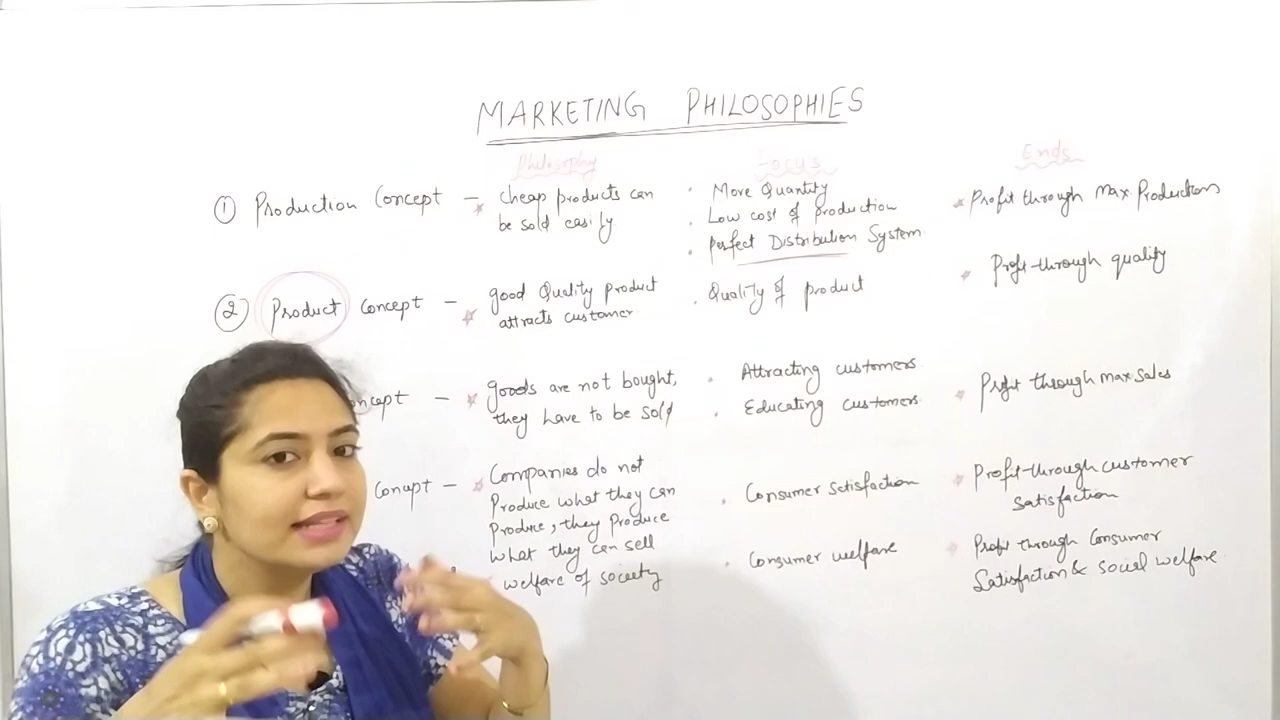 MARKETING PHILOSOPHIES
Philosophy Focus Ends
① Production Concept - cheap products can
be sold easily
• More Quantity
• Low cost of production
• Perfect Distribution System
Profit through Max. Production
② Product Concept - good Quality product
attracts customer
• Quality of product
Profit through quality
ncept - goods are not bought,
they have to be sold
• Attracting customers
• Educating customers
Profit through max sales
Concept - Companies do not
Produce what they can
Produce, they Produce
what they can sell
• Consumer setisfaction
Profit through customer
satisfaction
welfare of society
• Consumer welfare
Profit through Consumer
Satisfaction & social welfare